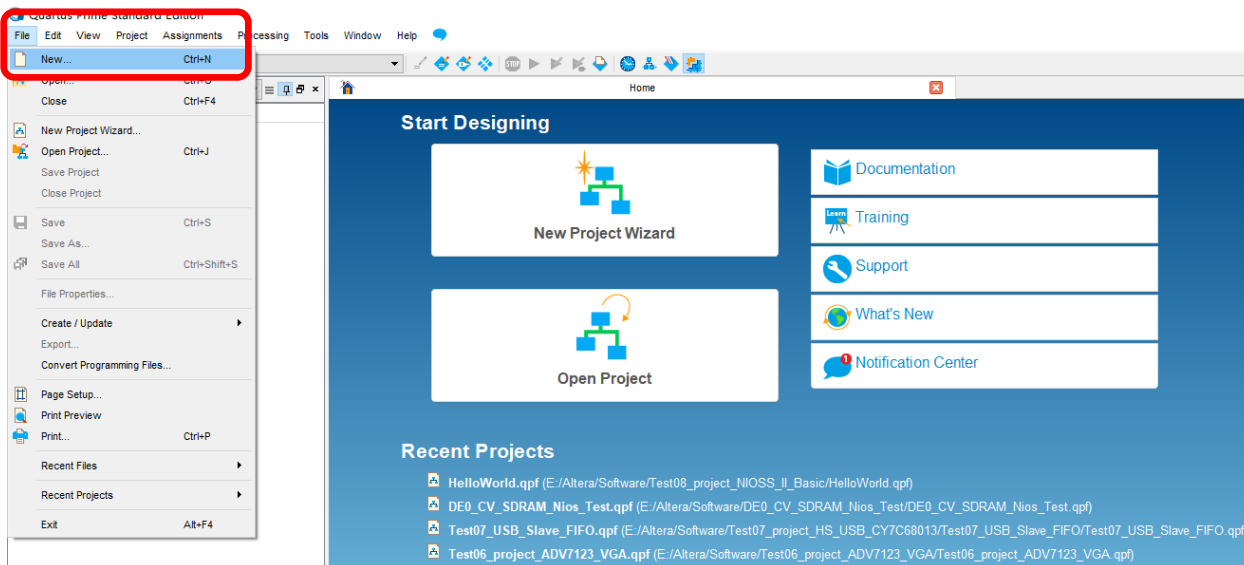 Quartus Prime Standard Edition
File Edit View Project Assignments Processing Tools Window Help
New... Ctrl+N
Open... Ctrl+O
Close Ctrl+F4
New Project Wizard...
Open Project... Ctrl+J
Save Project
Close Project
Save Ctrl+S
Save As...
Save All Ctrl+Shift+S
File Properties...
Create / Update
Export...
Convert Programming Files...
Page Setup...
Print Preview
Print... Ctrl+P
Recent Files
Recent Projects
Exit Alt+F4
STOP
Home
Start Designing
New Project Wizard
Open Project
Documentation
Learn
Training
Support
What's New
1
Notification Center
Recent Projects
HelloWorld.qpf (E:/Altera/Software/Test08_project_NIOSS_II_Basic/HelloWorld.qpf)
DE0_CV_SDRAM_Nios_Test.qpf (E:/Altera/Software/DE0_CV_SDRAM_Nios_Test/DE0_CV_SDRAM_Nios_Test.qpf)
Test07_USB_Slave_FIFO.qpf (E:/Altera/Software/Test07_project_HS_USB_CY7C68013/Test07_USB_Slave_FIFO/Test07_USB_Slave_FIFO.qpf
Test06_project_ADV7123_VGA.qpf (E:/Altera/Software/Test06_project_ADV7123_VGA/Test06_project_ADV7123_VGA.qpf)